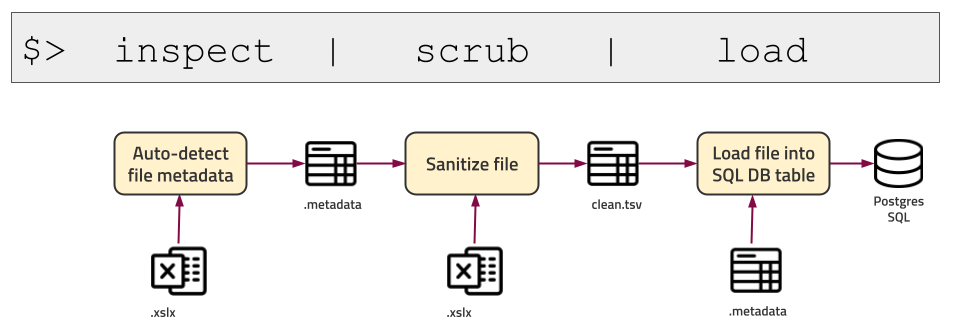 $> inspect | scrub | load
Auto-detect
file metadata
.metadata
Sanitize file
clean.tsv
Load file into
SQL DB table
Postgres
SQL
.xslx
.xslx
.metadata